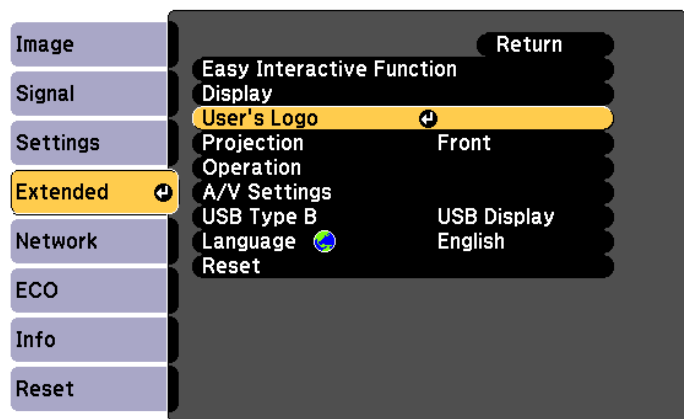 Image
Signal
Settings
Extended
Network
ECO
Info
Reset
Return
Easy Interactive Function
Display
User's Logo
Projection Front
Operation
A/V Settings
USB Type B USB Display
Language English
Reset